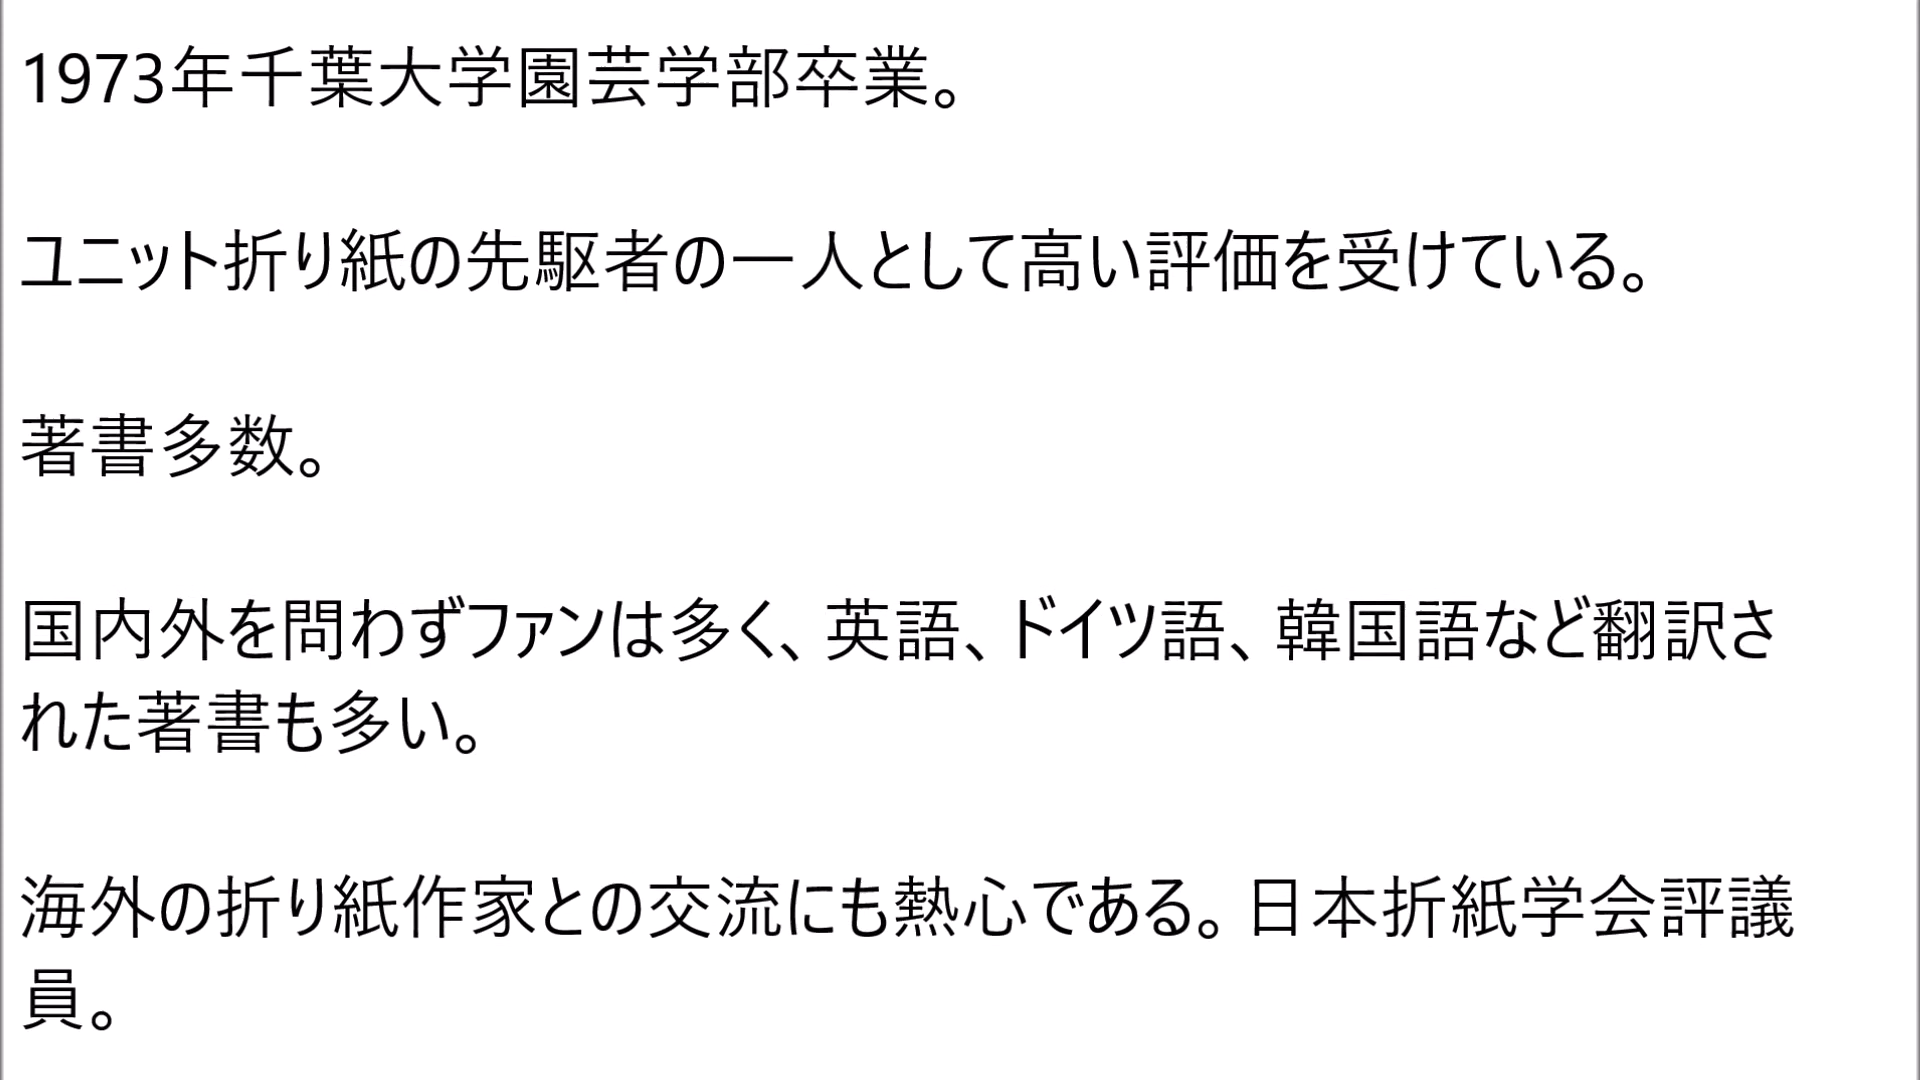 1973年千葉大学園芸学部卒業。
ユニット折り紙の先駆者の一人として高い評価を受けている。
著書多数。
国内外を問わずファンは多く、英語、ドイツ語、韓国語など翻訳さ
れた著書も多い。
海外の折り紙作家との交流にも熱心である。日本折紙学会評議
員。